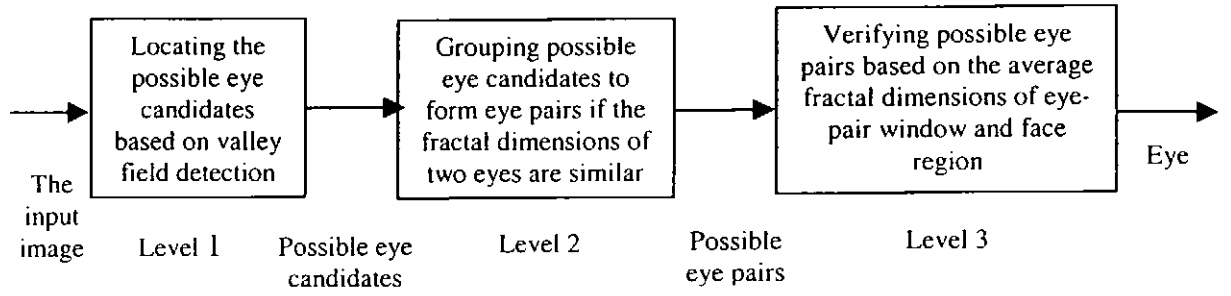 Locating the
possible eye
candidates
based on valley
field detection
Grouping possible
eye candidates to
form eye pairs if the
fractal dimensions of
two eyes are similar
Verifying possible eye
pairs based on the average
fractal dimensions of eye-
pair window and face
region
The
input
image
Level 1
Possible eye
candidates
Level 2
Possible
eye pairs
Level 3
Eye